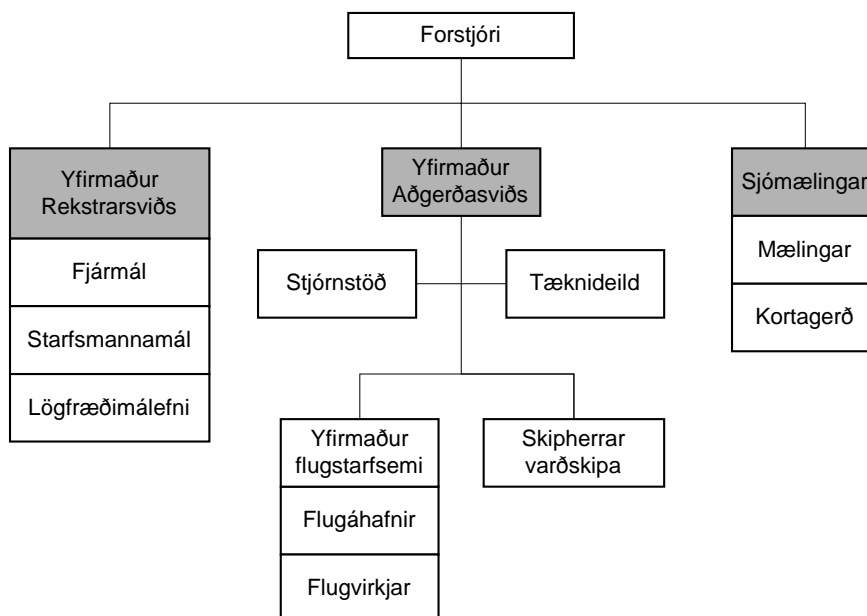 Forstjóri
Yfirmaður
Rekstrarsviðs
Fjármál
Starfsmannamál
Lögfræðimálefni
Yfirmaður
Aðgerðasviðs
Stjórnstöð
Tæknideild
Yfirmaður
flugstarfsemi
Flugáhafnir
Flugvirkjar
Skipherrar
varðskipa
Sjómælingar
Mælingar
Kortagerð